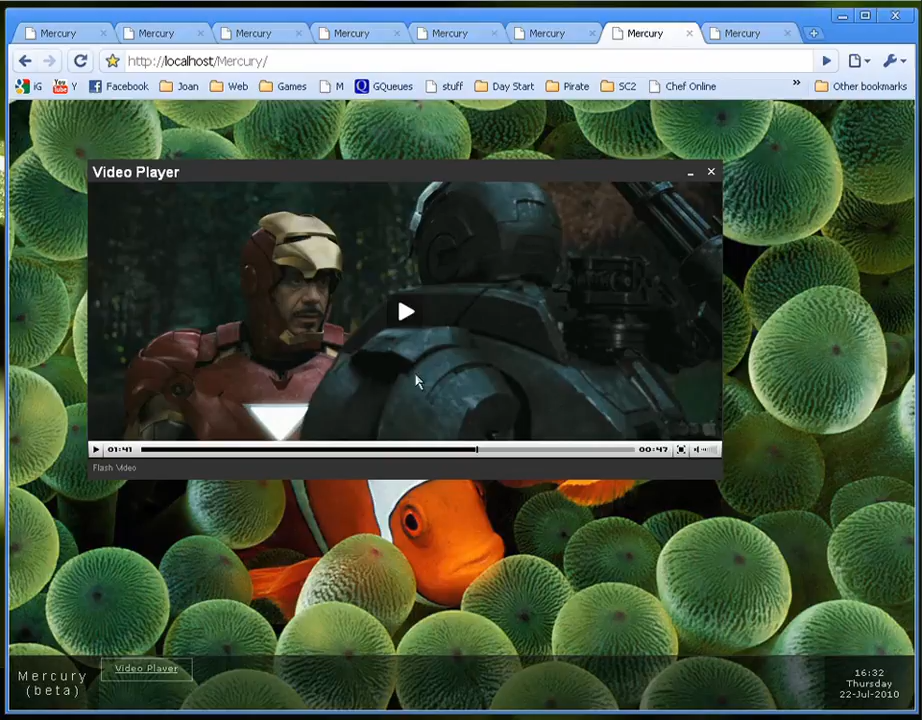 Mercury Mercury Mercury Mercury Mercury Mercury Mercury Mercury
http://localhost/Mercury/
iG You Tube Y Facebook Joan Web Games M GQueues stuff Day Start Pirate SC2 Chef Online » Other bookmarks
Video Player
01:41 00:47
Flash Video
Mercury
(beta)
Video Player
16:32
Thursday
22-Jul-2010